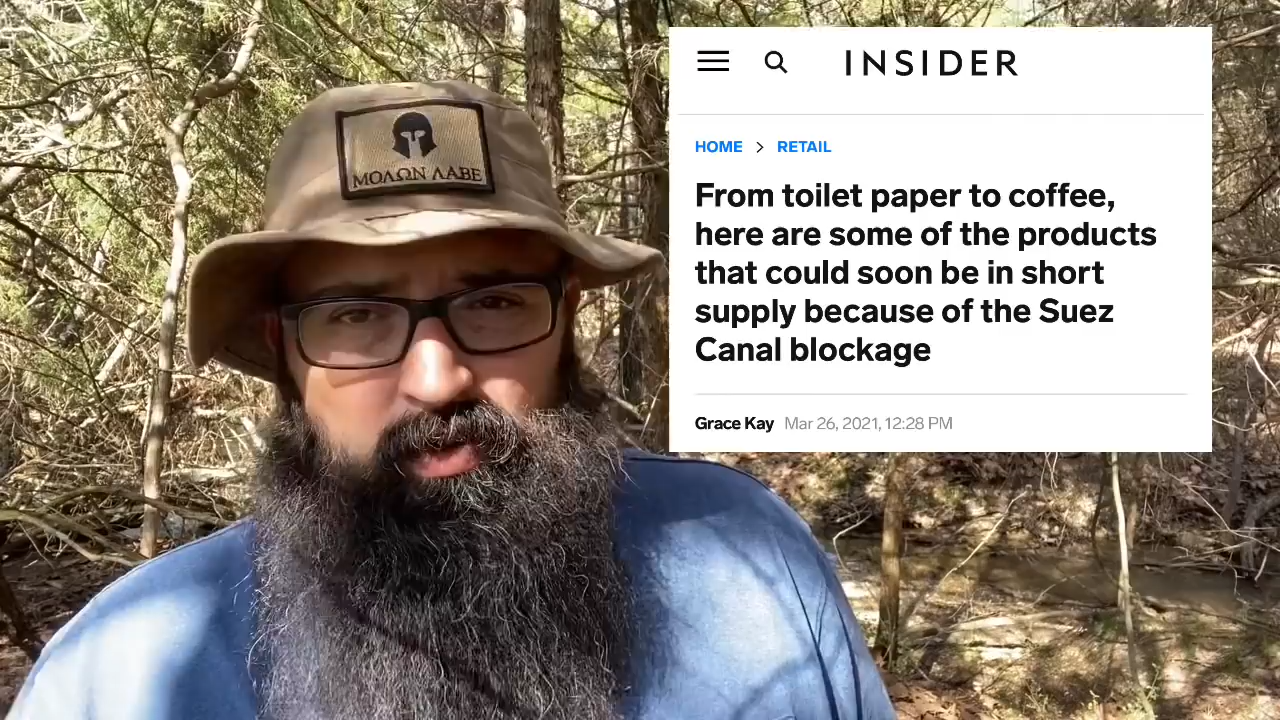 ΜΟΛΩΝ ΛΑΒΕ
INSIDER
HOME > RETAIL
From toilet paper to coffee,
here are some of the products
that could soon be in short
supply because of the Suez
Canal blockage
Grace Kay Mar 26, 2021, 12:28 PM